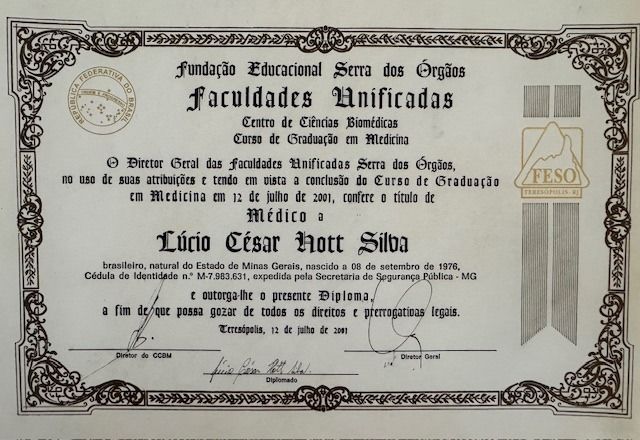 Fundação Educacional Serra dos Órgãos
Faculdades Unificadas
Centro de Ciências Biomédicas
Curso de Graduação em Medicina
REPÚBLICA FEDERATIVA DO BRASIL
O Diretor Geral das Faculdades Unificadas Serra dos Órgãos,
no uso de suas atribuições e tendo em vista a conclusão do Curso de Graduação
em Medicina em 12 de julho de 2001, confere o título de
Médico a
FESO
TERESÓPOLIS - RJ
Lúcio César Nott Silva
brasileiro, natural do Estado de Minas Gerais, nascido a 08 de setembro de 1976,
Cédula de Identidade n.º M-7.983.631, expedida pela Secretaria de Segurança Pública - MG
e outorga-lhe o presente Diploma,
a fim de que possa gozar de todos os direitos e prerrogativas legais.
Teresópolis, 12 de julho de 2001
Diretor do CCBM
Diretor Geral
Lúcio César Nott Silva
Diplomado